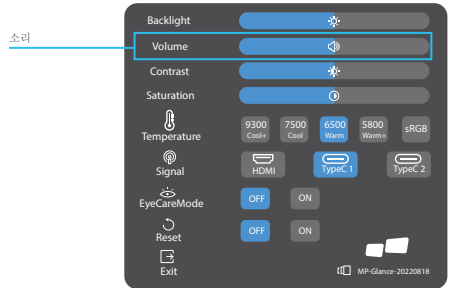 소리
Backlight
Volume
Contrast
Saturation
Temperature
9300 Cool+
7500 Cool
6500 Warm
5800 Warm+
sRGB
Signal
HDMI
TypeC 1
TypeC 2
EyeCareMode
OFF
ON
Reset
OFF
ON
Exit
MP-Glance-20220818